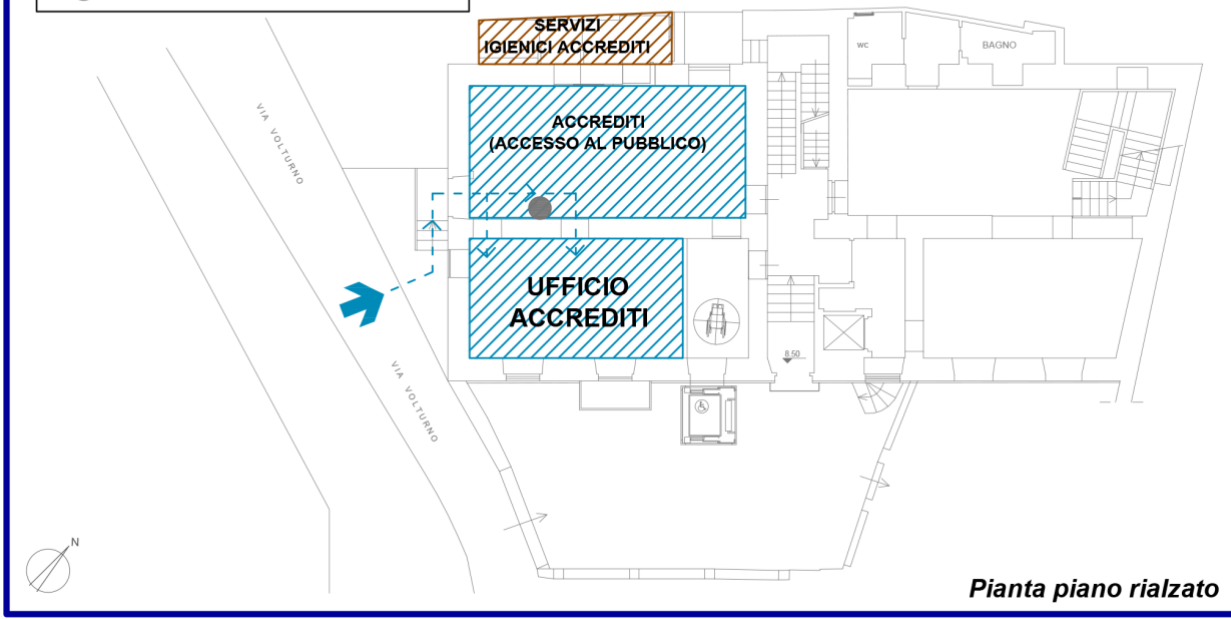 SERVIZI
IGIENICI ACCREDITI
WC
BAGNO
VIA VOLTURNO
ACCREDITI
(ACCESSO AL PUBBLICO)
UFFICIO
ACCREDITI
8.50
VIA VOLTURNO
N
Pianta piano rialzato